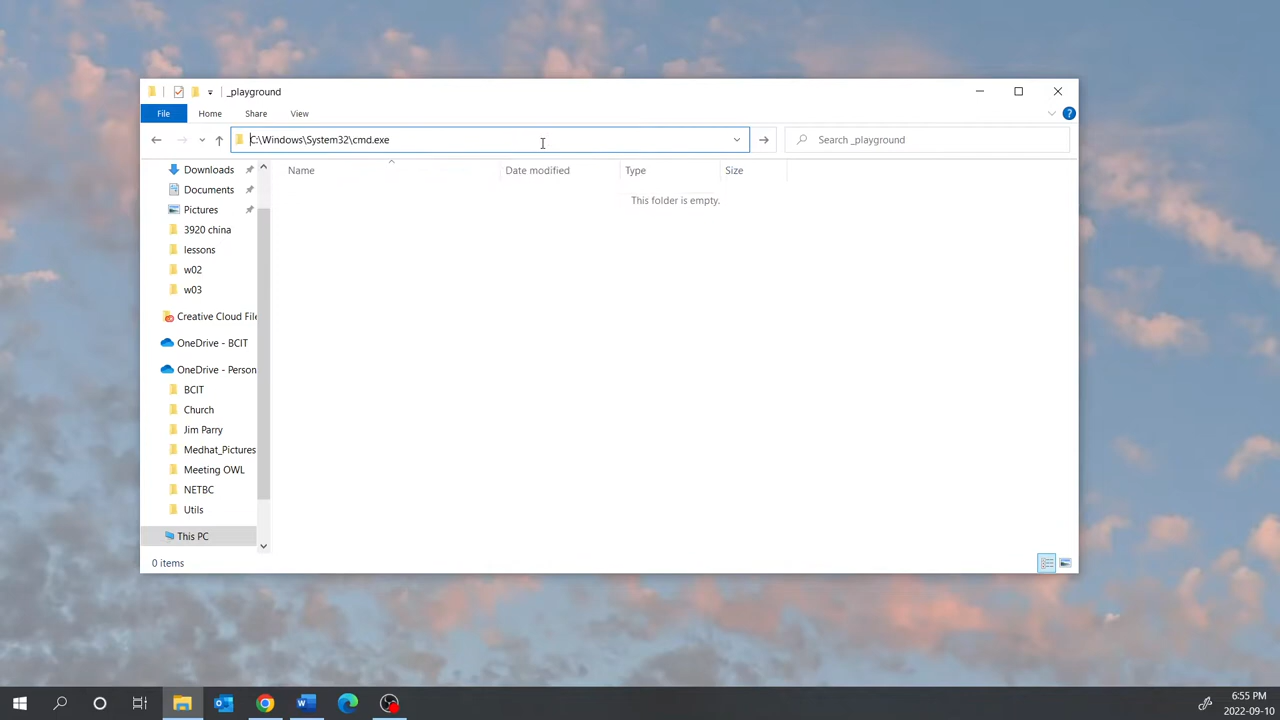 _playground
File
Home
Share
View
C:\Windows\System32\cmd.exe
Search _playground
Name
Date modified
Type
Size
This folder is empty.
Downloads
Documents
Pictures
3920 china
lessons
w02
w03
Creative Cloud File
OneDrive - BCIT
OneDrive - Person
BCIT
Church
Jim Parry
Medhat_Pictures
Meeting OWL
NETBC
Utils
This PC
0 items
6:55 PM
2022-09-10